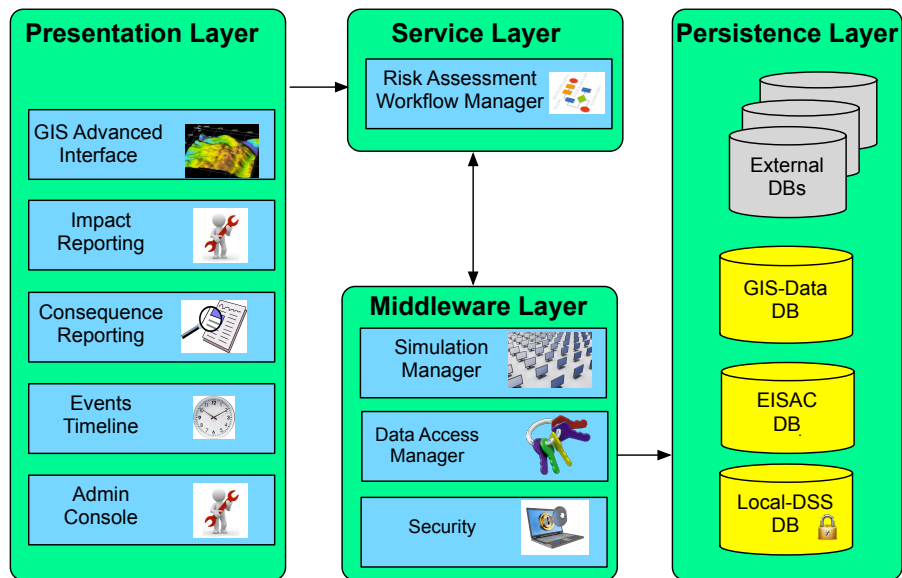 Presentation Layer
GIS Advanced
Interface
Impact
Reporting
Consequence
Reporting
Events
Timeline
Admin
Console
Service Layer
Risk Assessment
Workflow Manager
Middleware Layer
Simulation
Manager
Data Access
Manager
Security
Persistence Layer
External
DBs
GIS-Data
DB
EISAC
DB
Local-DSS
DB